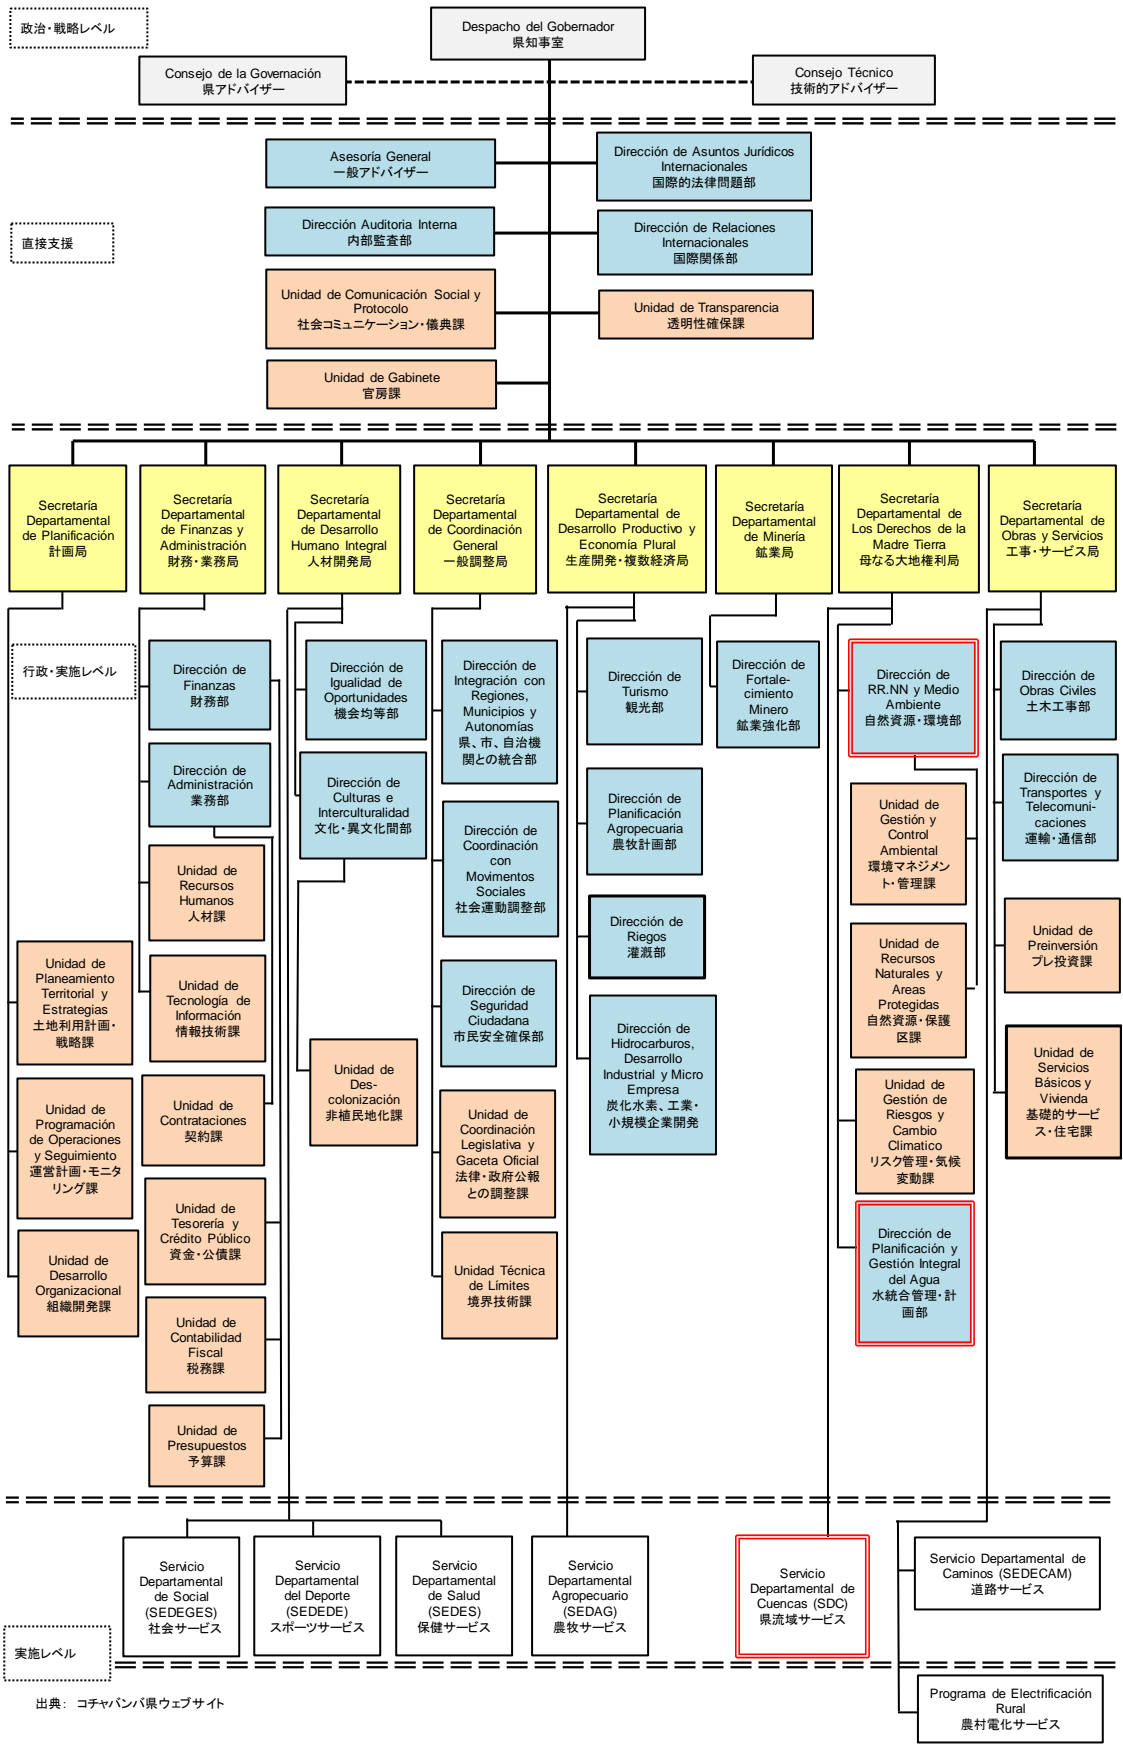 政治・戦略レベル
Despacho del Gobernador
県知事室
Consejo de la Governación
県アドバイザー
Consejo Técnico
技術的アドバイザー
直接支援
Asesoría General
一般アドバイザー
Dirección de Asuntos Jurídicos
Internacionales
国際的法律問題部
Dirección Auditoria Interna
内部監査部
Dirección de Relaciones
Internacionales
国際関係部
Unidad de Comunicación Social y
Protocolo
社会コミュニケーション・儀典課
Unidad de Transparencia
透明性確保課
Unidad de Gabinete
官房課
Secretaría
Departamental
de Planificación
計画局
Secretaría
Departamental
de Finanzas y
Administración
財務・業務局
Secretaría
Departamental
de Desarrollo
Humano Integral
人材開発局
Secretaría
Departamental
de Coordinación
General
一般調整局
Secretaría
Departamental de
Desarrollo Productivo y
Economía Plural
生産開発・複数経済局
Secretaría
Departamental
de Minería
鉱業局
Secretaría
Departamental de
Los Derechos de la
Madre Tierra
母なる大地権利局
Secretaría
Departamental de
Obras y Servicios
工事・サービス局
行政・実施レベル
Unidad de
Planeamiento
Territorial y
Estrategias
土地利用計画・
戦略課
Unidad de
Programación
de Operaciones
y Seguimiento
運営計画・モニタ
リング課
Unidad de
Desarrollo
Organizacional
組織開発課
Dirección de
Finanzas
財務部
Dirección de
Administración
業務部
Unidad de
Recursos
Humanos
人材課
Unidad de
Tecnología de
Información
情報技術課
Unidad de
Contrataciones
契約課
Unidad de
Tesorería y
Crédito Público
資金・公債課
Unidad de
Contabilidad
Fiscal
税務課
Unidad de
Presupuestos
予算課
Dirección de
Igualidad de
Oportunidades
機会均等部
Dirección de
Culturas e
Interculturalidad
文化・異文化間部
Unidad de
Des-
colonización
非植民地化課
Dirección de
Integración con
Regiones,
Municipios y
Autonomías
県、市、自治機
関との統合部
Dirección de
Coordinación
con
Movimentos
Sociales
社会運動調整部
Dirección de
Seguridad
Ciudadana
市民安全確保部
Unidad de
Coordinación
Legislativa y
Gaceta Oficial
法律・政府公報
との調整課
Unidad Técnica
de Límites
境界技術課
Dirección de
Turismo
観光部
Dirección de
Planificación
Agropecuaria
農牧計画部
Dirección de
Riegos
灌漑部
Dirección de
Hidrocarburos,
Desarrollo
Industrial y Micro
Empresa
炭化水素、工業・
小規模企業開発
Dirección de
Fortale-
cimiento
Minero
鉱業強化部
Dirección de
RR.NN y Medio
Ambiente
自然資源・環境部
Unidad de
Gestión y
Control
Ambiental
環境マネジメン
ト・管理課
Unidad de
Recursos
Naturales y
Areas
Protegidas
自然資源・保護
区課
Unidad de
Gestión de
Riesgos y
Cambio
Climatico
リスク管理・気候
変動課
Dirección de
Planificación y
Gestión Integral
del Agua
水統合管理・計
画部
Dirección de
Obras Civiles
土木工事部
Dirección de
Transportes y
Telecomuni-
caciones
運輸・通信部
Unidad de
Preinversión
プレ投資課
Unidad de
Servicios
Básicos y
Vivienda
基礎的サービ
ス・住宅課
実施レベル
Servicio
Departamental
de Social
(SEDEGES)
社会サービス
Servicio
Departamental
del Deporte
(SEDEDE)
スポーツサービス
Servicio
Departamental
de Salud
(SEDES)
保健サービス
Servicio
Departamental
Agropecuario
(SEDAG)
農牧サービス
Servicio
Departamental de
Cuencas (SDC)
県流域サービス
Servicio Departamental de
Caminos (SEDECAM)
道路サービス
Programa de Electrificación
Rural
農村電化サービス
出典： コチャバンバ県ウェブサイト